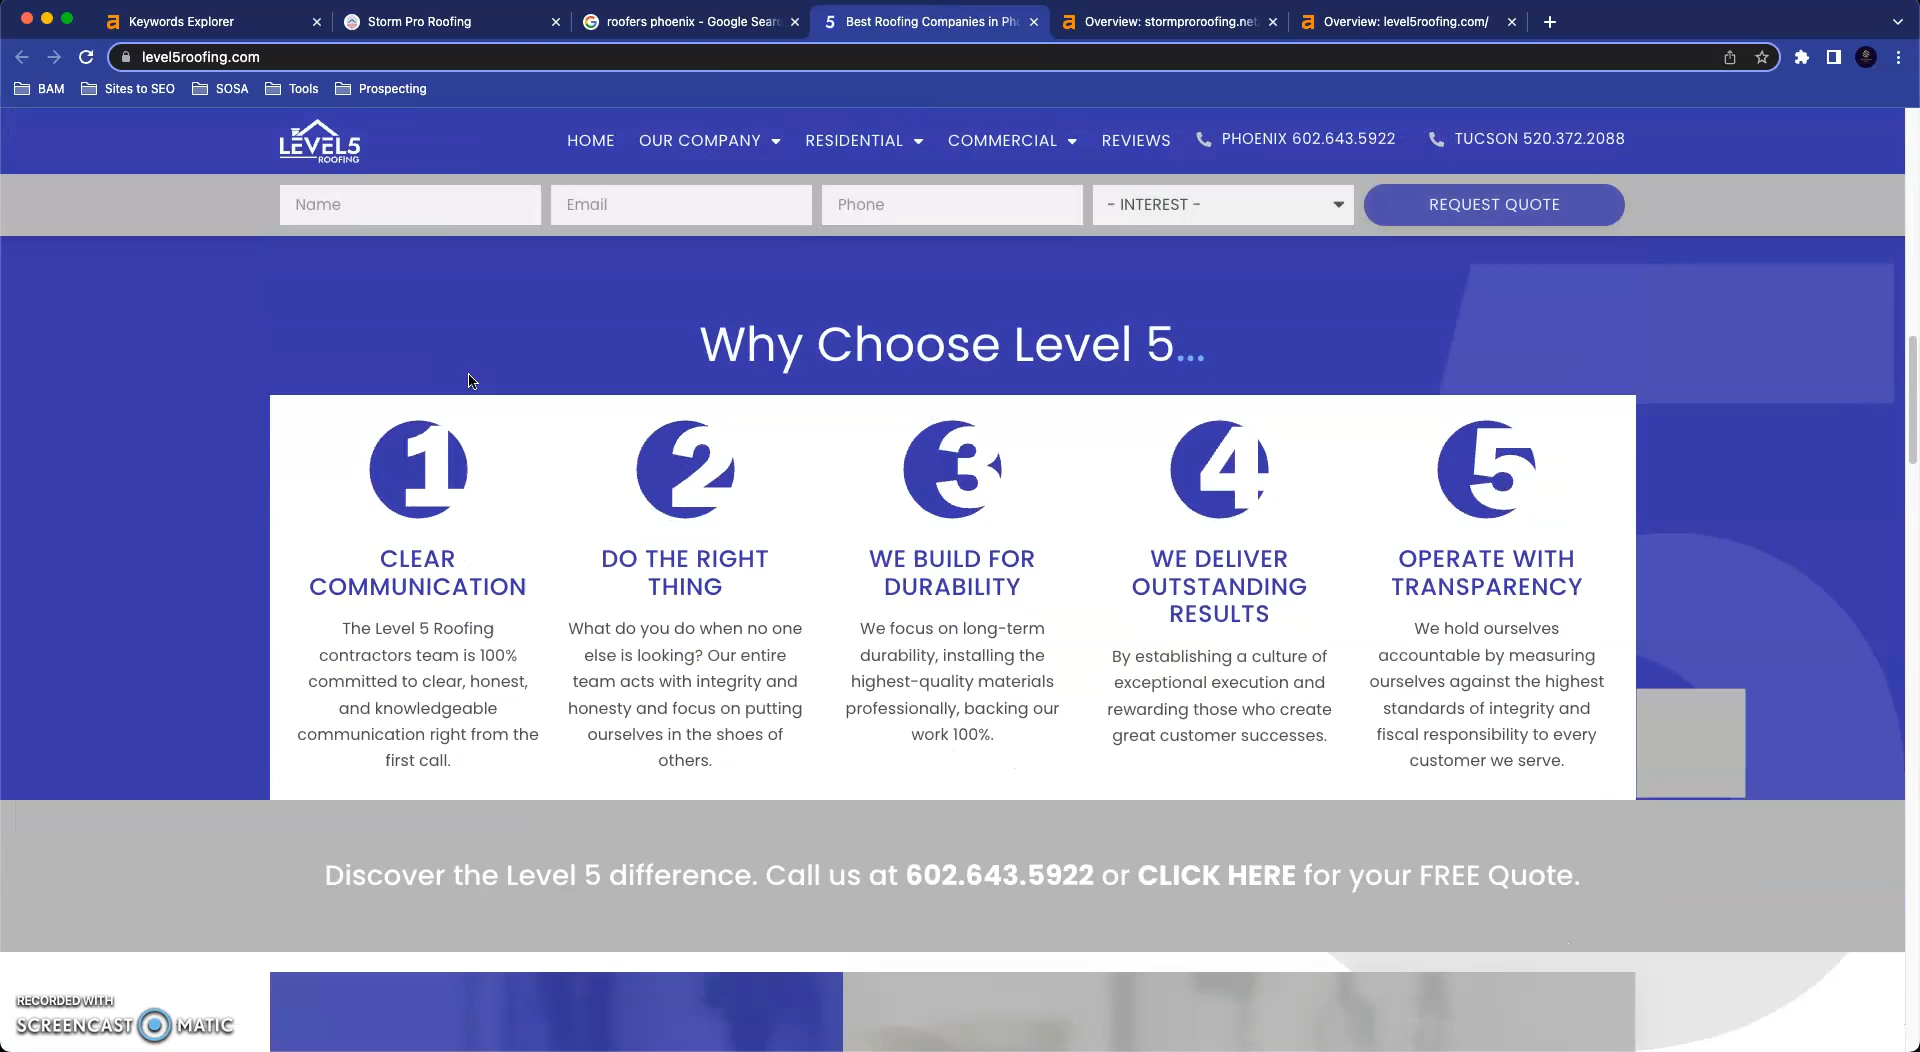 Keywords Explorer
Storm Pro Roofing
roofers phoenix - Google Sear
Best Roofing Companies in Pho
Overview: stormproroofing.net
Overview: level5roofing.com/
level5roofing.com
BAM
Sites to SEO
SOSA
Tools
Prospecting
LEVEL5
ROOFING
HOME
OUR COMPANY
RESIDENTIAL
COMMERCIAL
REVIEWS
PHOENIX 602.643.5922
TUCSON 520.372.2088
Name
Email
Phone
- INTEREST -
REQUEST QUOTE
Why Choose Level 5...
1
CLEAR
COMMUNICATION
The Level 5 Roofing
contractors team is 100%
committed to clear, honest,
and knowledgeable
communication right from the
first call.
2
DO THE RIGHT
THING
What do you do when no one
else is looking? Our entire
team acts with integrity and
honesty and focus on putting
ourselves in the shoes of
others.
3
WE BUILD FOR
DURABILITY
We focus on long-term
durability, installing the
highest-quality materials
professionally, backing our
work 100%.
4
WE DELIVER
OUTSTANDING
RESULTS
By establishing a culture of
exceptional execution and
rewarding those who create
great customer successes.
5
OPERATE WITH
TRANSPARENCY
We hold ourselves
accountable by measuring
ourselves against the highest
standards of integrity and
fiscal responsibility to every
customer we serve.
Discover the Level 5 difference. Call us at 602.643.5922 or CLICK HERE for your FREE Quote.
RECORDED WITH
SCREENCAST MATIC